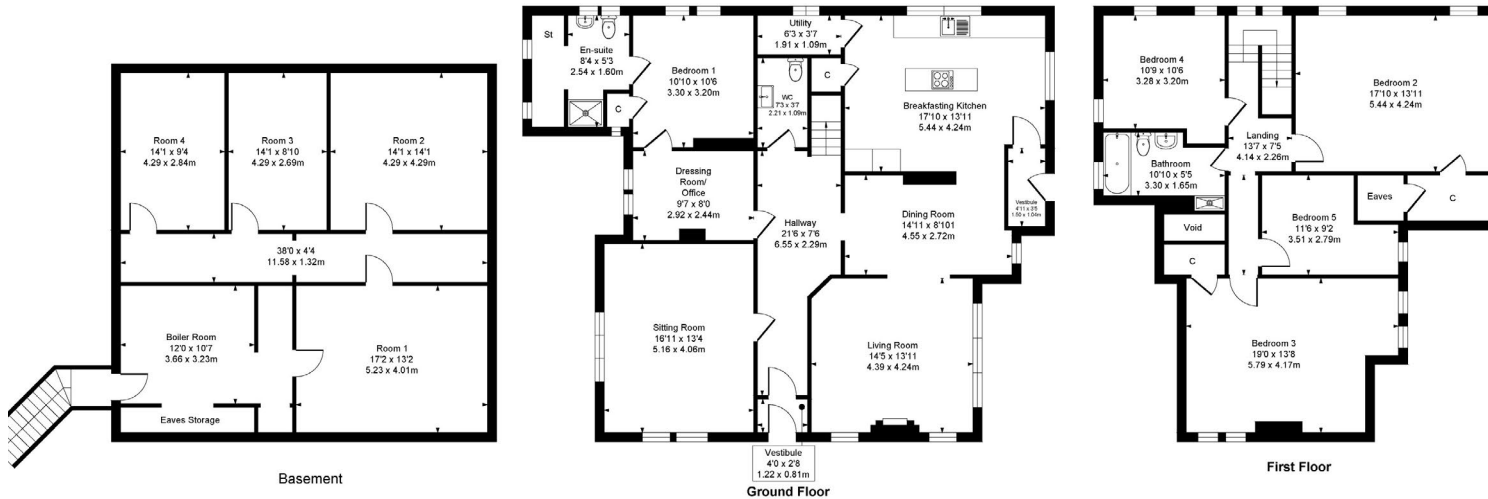 Room 4
14'1 x 9'4
4.29 x 2.84m
Room 3
14'1 x 8'10
4.29 x 2.69m
Room 2
14'1 x 14'1
4.29 x 4.29m
38'0 x 4'4
11.58 x 1.32m
Boiler Room
12'0 x 10'7
3.66 x 3.23m
Room 1
17'2 x 13'2
5.23 x 4.01m
Eaves Storage
Basement
St
En-suite
8'4 x 5'3
2.54 x 1.60m
C
Bedroom 1
10'10 x 10'6
3.30 x 3.20m
Utility
6'3 x 3'7
1.91 x 1.09m
WC
7'3 x 3'7
2.21 x 1.09m
C
Breakfasting Kitchen
17'10 x 13'11
5.44 x 4.24m
Dressing
Room/
Office
9'7 x 8'0
2.92 x 2.44m
Hallway
21'6 x 7'6
6.55 x 2.29m
Dining Room
14'11 x 8'101
4.55 x 2.72m
Vestibule
4'11 x 3'5
1.50 x 1.04m
Sitting Room
16'11 x 13'4
5.16 x 4.06m
Living Room
14'5 x 13'11
4.39 x 4.24m
Vestibule
4'0 x 2'8
1.22 x 0.81m
Ground Floor
Bedroom 4
10'9 x 10'6
3.28 x 3.20m
Bedroom 2
17'10 x 13'11
5.44 x 4.24m
Landing
13'7 x 7'5
4.14 x 2.26m
Bathroom
10'10 x 5'5
3.30 x 1.65m
Void
C
Bedroom 5
11'6 x 9'2
3.51 x 2.79m
Eaves
C
Bedroom 3
19'0 x 13'8
5.79 x 4.17m
First Floor